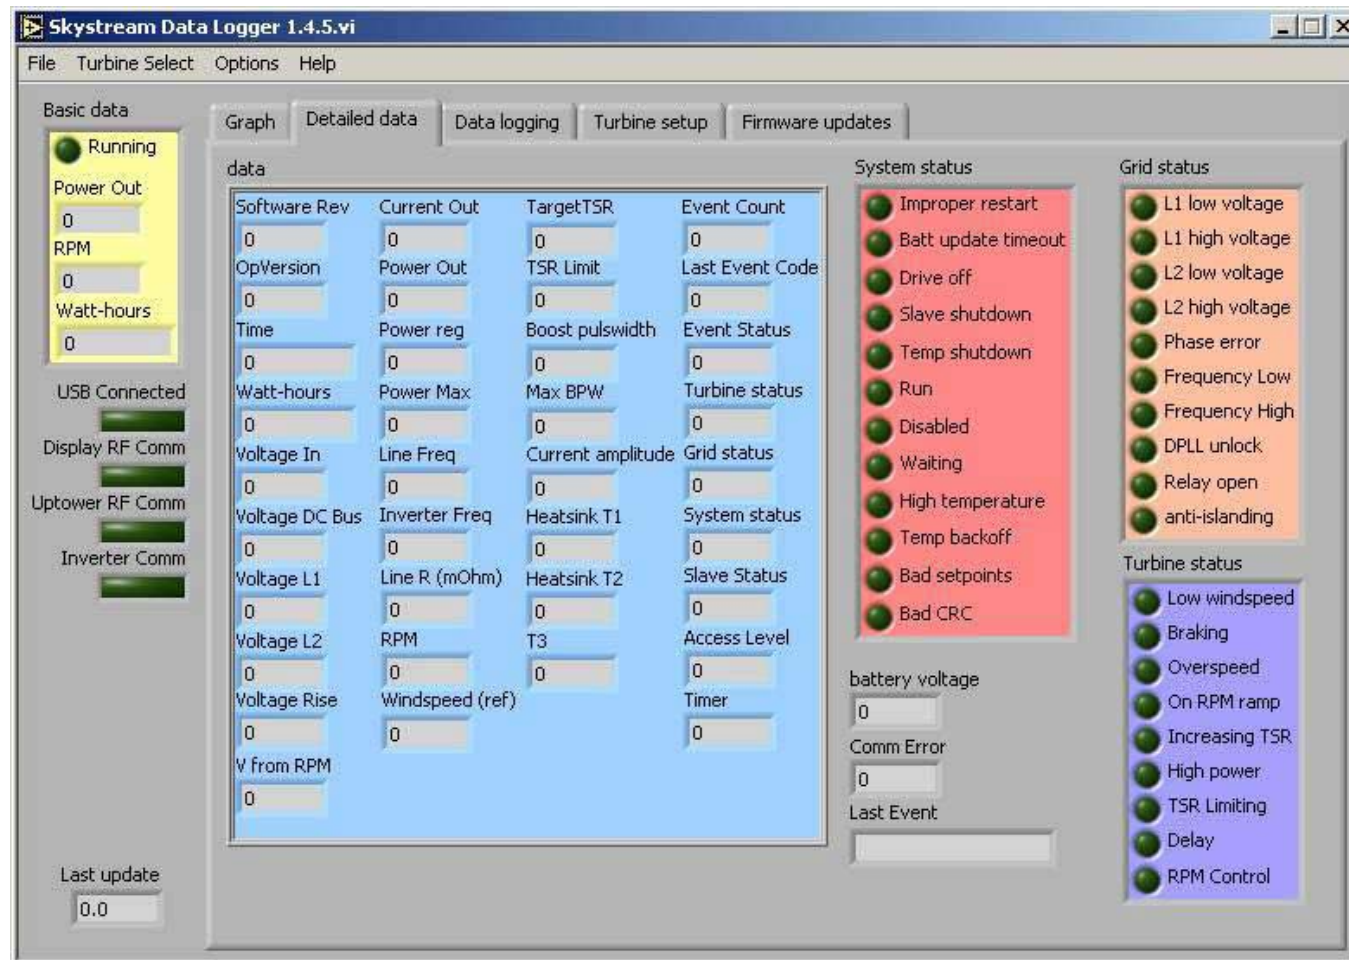 Skystream Data Logger 1.4.5.vi
File Turbine Select Options Help
Basic data
Running
Power Out
0
RPM
0
Watt-hours
0
USB Connected
Display RF Comm
Uptower RF Comm
Inverter Comm
Last update
0.0
Graph Detailed data Data logging Turbine setup Firmware updates
data
Software Rev Current Out TargetTSR Event Count
0 0 0 0
OpVersion Power Out TSR Limit Last Event Code
0 0 0 0
Time Power reg Boost pulswidth Event Status
0 0 0 0
Watt-hours Power Max Max BPW Turbine status
0 0 0 0
Voltage In Line Freq Current amplitude Grid status
0 0 0 0
Voltage DC Bus Inverter Freq Heatsink T1 System status
0 0 0 0
Voltage L1 Line R (mOhm) Heatsink T2 Slave Status
0 0 0 0
Voltage L2 RPM T3 Access Level
0 0 0 0
Voltage Rise Windspeed (ref) Timer
0 0 0
V from RPM
0
System status
Improper restart
Batt update timeout
Drive off
Slave shutdown
Temp shutdown
Run
Disabled
Waiting
High temperature
Temp backoff
Bad setpoints
Bad CRC
battery voltage
0
Comm Error
0
Last Event
Grid status
L1 low voltage
L1 high voltage
L2 low voltage
L2 high voltage
Phase error
Frequency Low
Frequency High
DPLL unlock
Relay open
anti-islanding
Turbine status
Low windspeed
Braking
Overspeed
On RPM ramp
Increasing TSR
High power
TSR Limiting
Delay
RPM Control